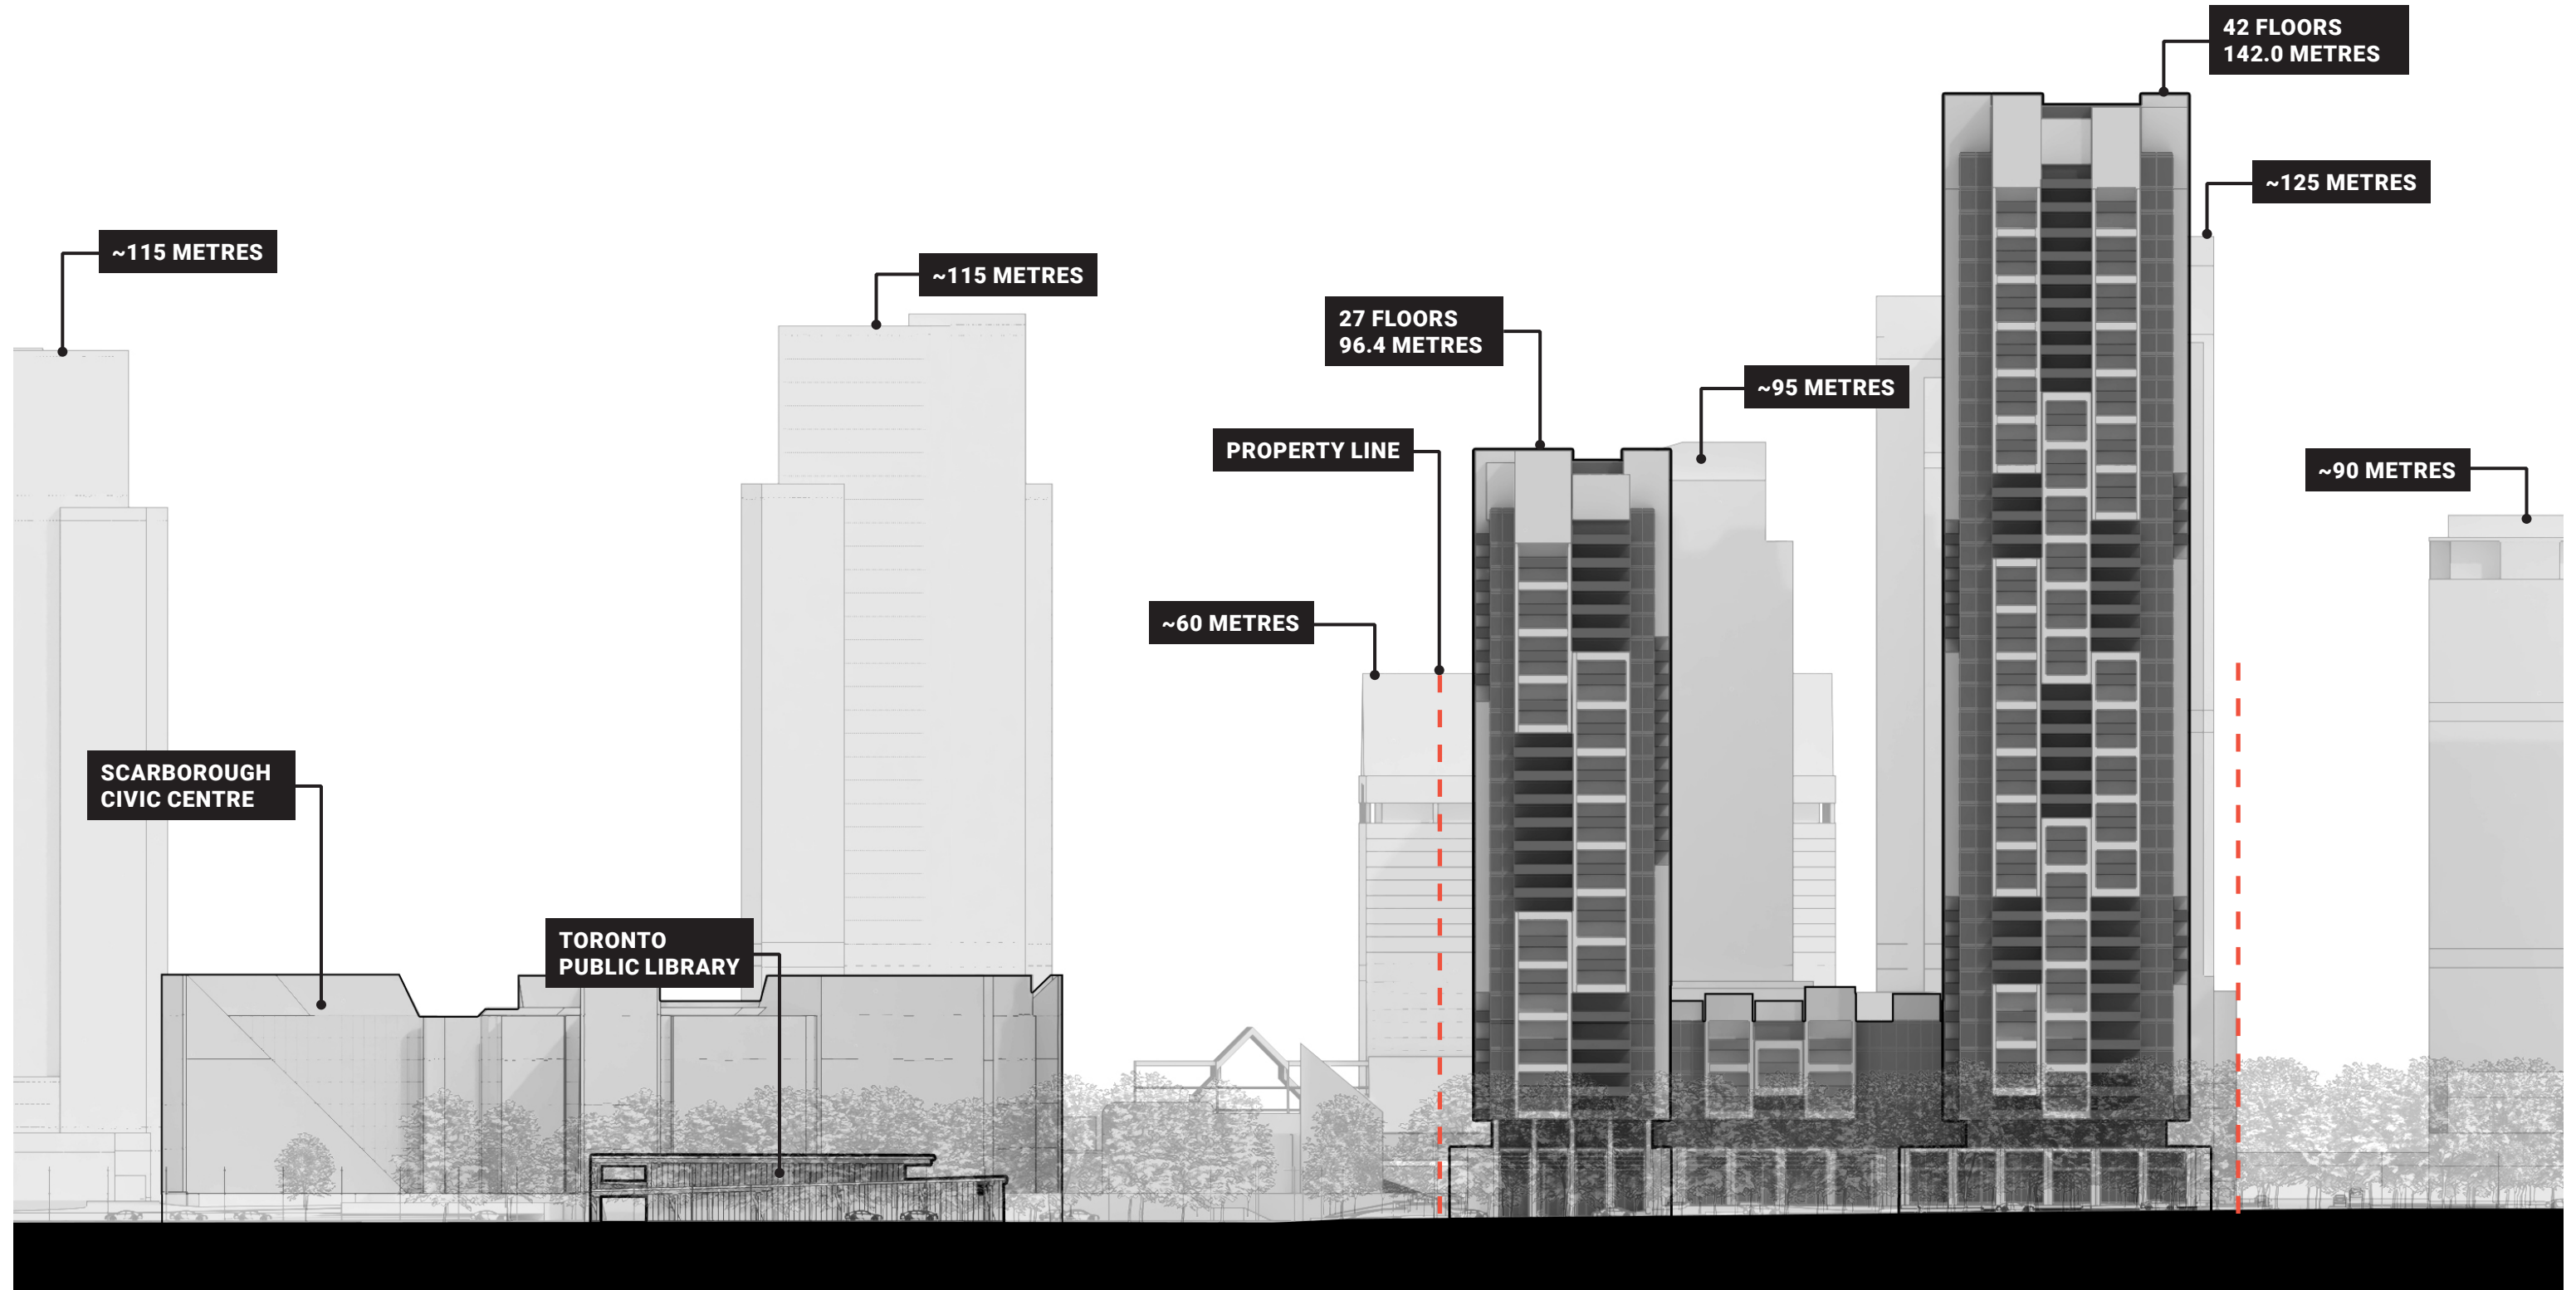 42 FLOORS
142.0 METRES
~125 METRES
~115 METRES
~115 METRES
27 FLOORS
96.4 METRES
~95 METRES
PROPERTY LINE
~90 METRES
~60 METRES
SCARBOROUGH
CIVIC CENTRE
TORONTO
PUBLIC LIBRARY